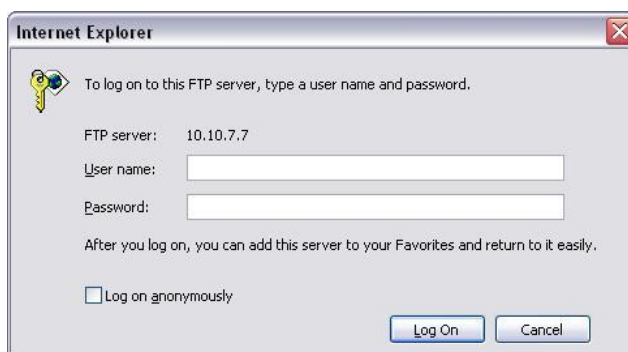 Internet Explorer
To log on to this FTP server, type a user name and password.
FTP server: 10.10.7.7
User name:
Password:
After you log on, you can add this server to your Favorites and return to it easily.
Log on anonymously
Log On Cancel